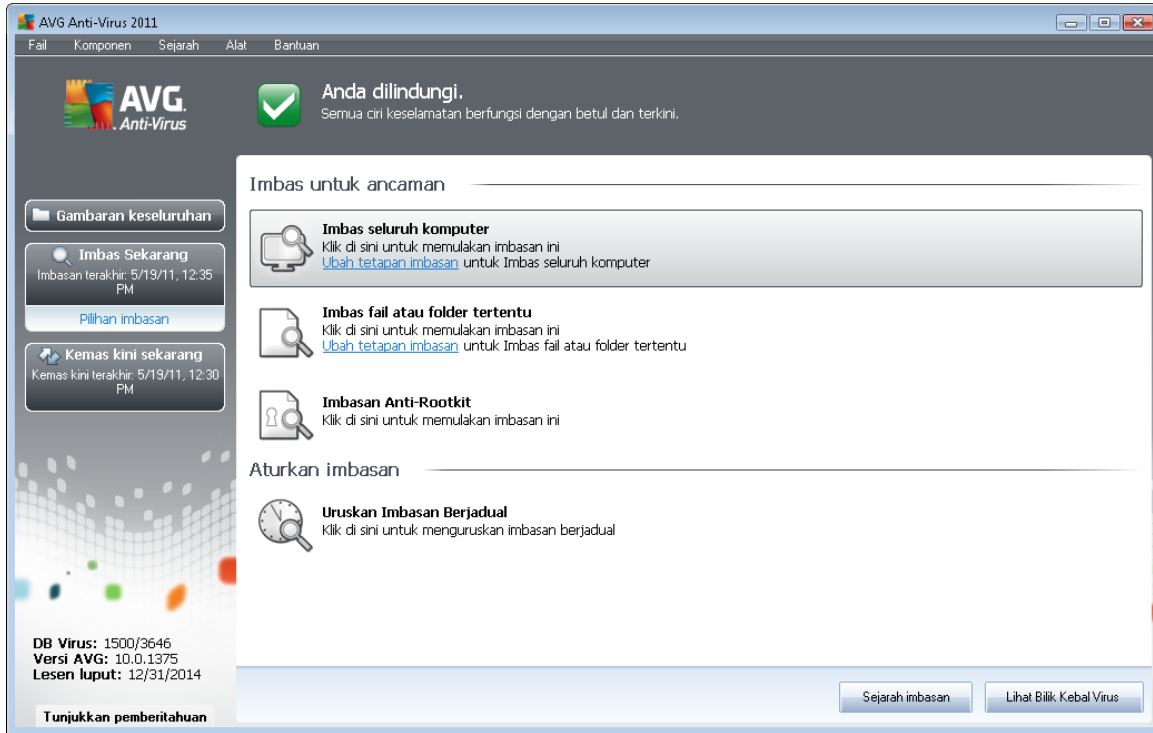 AVG Anti-Virus 2011
Fail Komponen Sejarah Alat Bantuan
AVG.
Anti-Virus
Anda dilindungi.
Semua ciri keselamatan berfungsi dengan betul dan terkini.
Gambaran keseluruhan
Imbas Sekarang
Imbasan terakhir: 5/19/11, 12:35
PM
Pilihan imbasan
Kemas kini sekarang
Kemas kini terakhir: 5/19/11, 12:30
PM
DB Virus: 1500/3646
Versi AVG: 10.0.1375
Lesen luput: 12/31/2014
Tunjukkan pemberitahuan
Imbas untuk ancaman
Imbas seluruh komputer
Klik di sini untuk memulakan imbasan ini
Ubah tetapan imbasan untuk Imbas seluruh komputer
Imbas fail atau folder tertentu
Klik di sini untuk memulakan imbasan ini
Ubah tetapan imbasan untuk Imbas fail atau folder tertentu
Imbasan Anti-Rootkit
Klik di sini untuk memulakan imbasan ini
Aturkan imbasan
Uruskan Imbasan Berjadual
Klik di sini untuk menguruskan imbasan berjadual
Sejarah imbasan
Lihat Bilik Kebal Virus